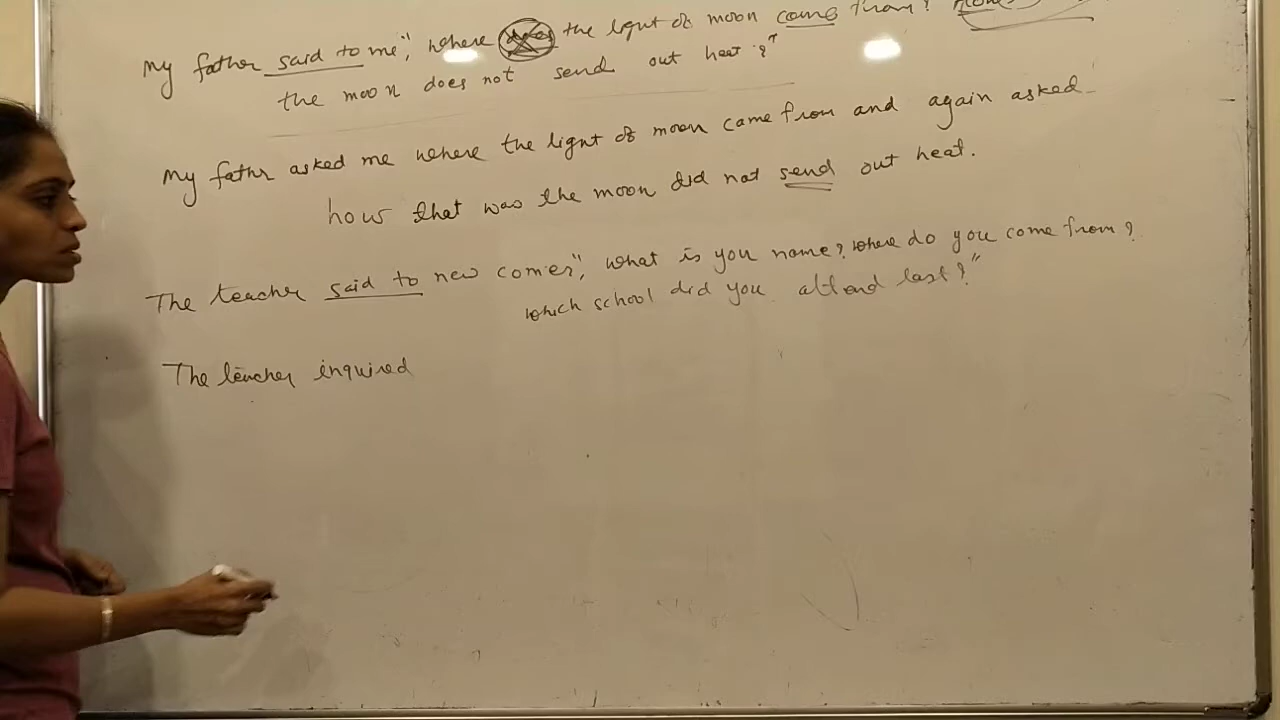 My father said to me", where the light of moon came from?
the moon does not send out heat ?"
My fathr asked me where the light of moon came from and again asked
how that was the moon did not send out heat.
The teacher said to new comer", what is you name? Where do you come from?
which school did you attend last?"
The teacher inquired